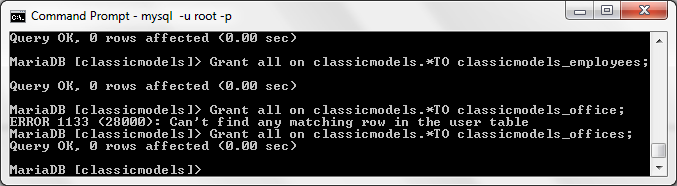 Command Prompt - mysql -u root -p
Query OK, 0 rows affected (0.00 sec)
MariaDB [classicmodels]> Grant all on classicmodels.*TO classicmodels_employees;
Query OK, 0 rows affected (0.00 sec)
MariaDB [classicmodels]> Grant all on classicmodels.*TO classicmodels_office;
ERROR 1133 (28000): Can't find any matching row in the user table
MariaDB [classicmodels]> Grant all on classicmodels.*TO classicmodels_offices;
Query OK, 0 rows affected (0.00 sec)
MariaDB [classicmodels]>